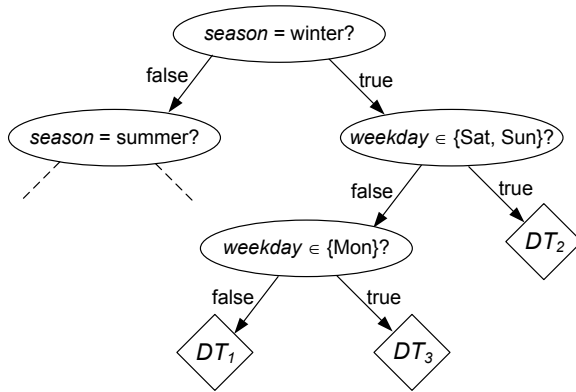 season = winter?
false
true
season = summer?
weekday ∈ {Sat, Sun}?
false
true
weekday ∈ {Mon}?
DT2
false
true
DT1
DT3